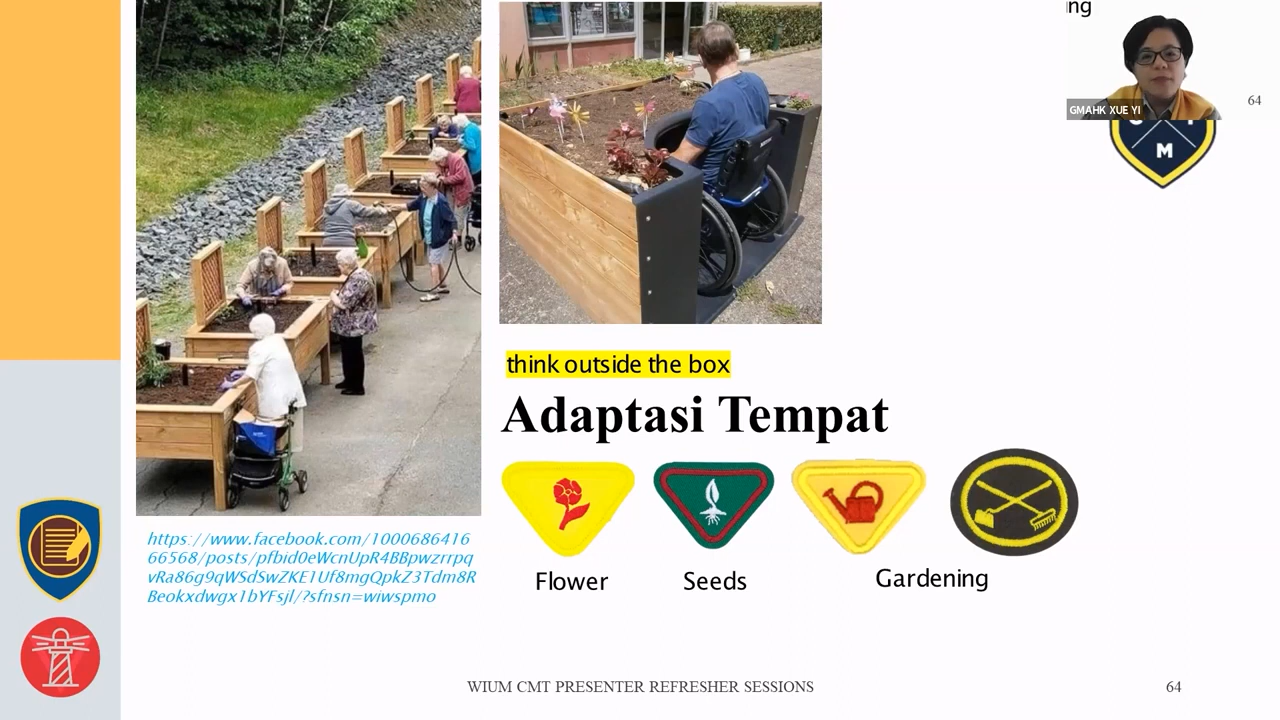 ng
GMAHK XUE YI
64
M
think outside the box
Adaptasi Tempat
Flower
Seeds
Gardening
https://www.facebook.com/1000686416
66568/posts/pfbid0eWcnUpR4BBpwzrrpq
vRa86g9qWSdSwZKE1Uf8mgQpkZ3Tdm8R
Beokxdwgx1bYFsjl/?sfnsn=wiwspmo
WIUM CMT PRESENTER REFRESHER SESSIONS
64